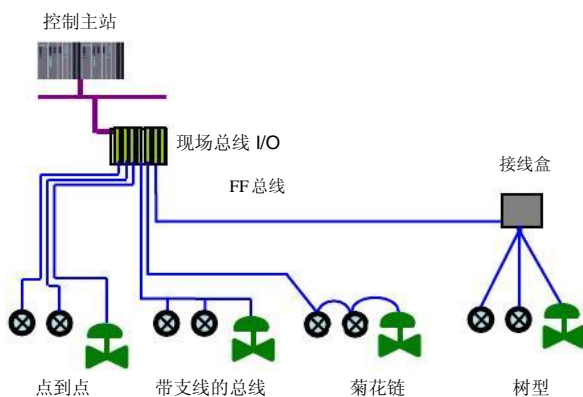 控制主站
现场总线 I/O
FF总线
接线盒
点到点
带支线的总线
菊花链
树型